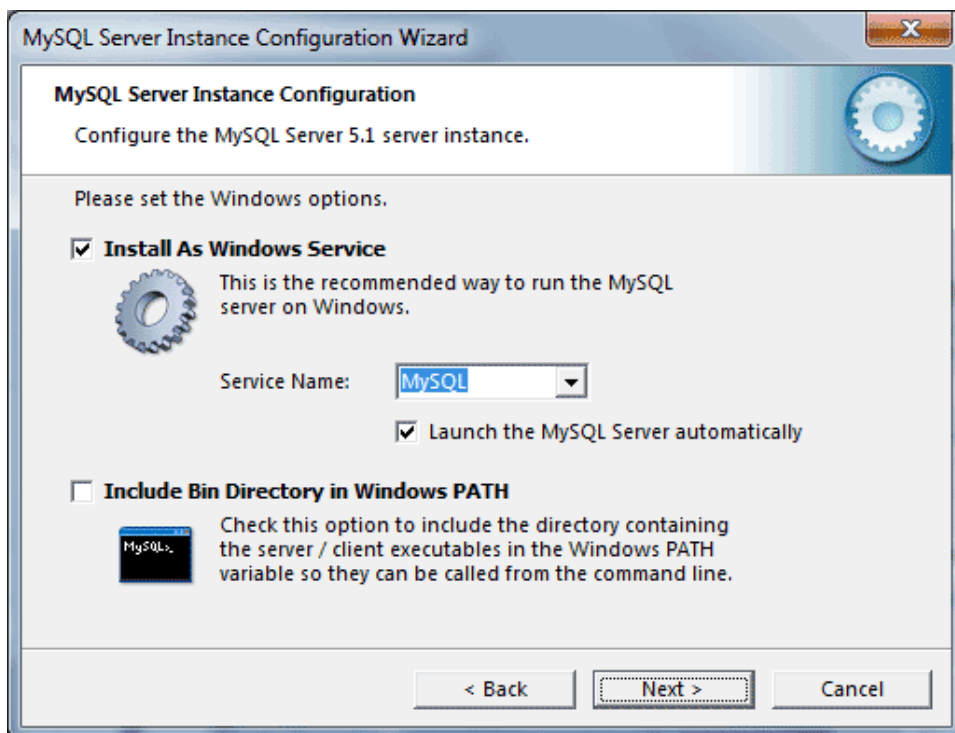 MySQL Server Instance Configuration Wizard
MySQL Server Instance Configuration
Configure the MySQL Server 5.1 server instance.
Please set the Windows options.
Install As Windows Service
This is the recommended way to run the MySQL
server on Windows.
Service Name: MySQL
Launch the MySQL Server automatically
Include Bin Directory in Windows PATH
MySQL>_
Check this option to include the directory containing
the server / client executables in the Windows PATH
variable so they can be called from the command line.
< Back Next > Cancel